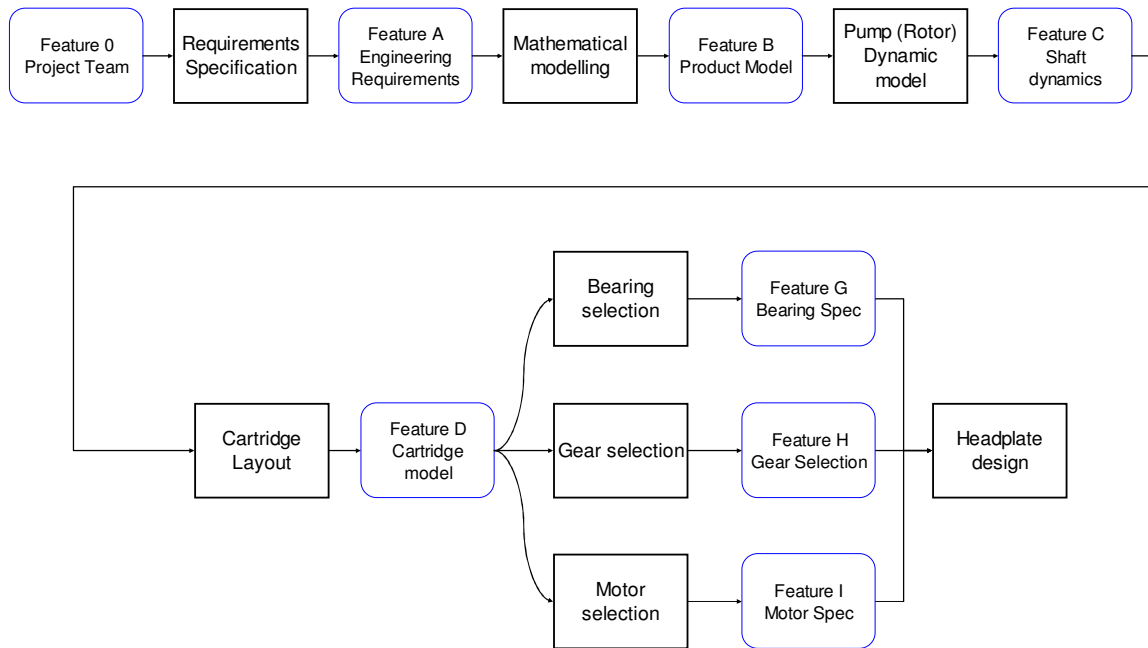 Feature 0
Project Team
Requirements
Specification
Feature A
Engineering
Requirements
Mathematical
modelling
Feature B
Product Model
Pump (Rotor)
Dynamic
model
Feature C
Shaft
dynamics
Bearing
selection
Feature G
Bearing Spec
Cartridge
Layout
Feature D
Cartridge
model
Gear selection
Feature H
Gear Selection
Headplate
design
Motor
selection
Feature I
Motor Spec